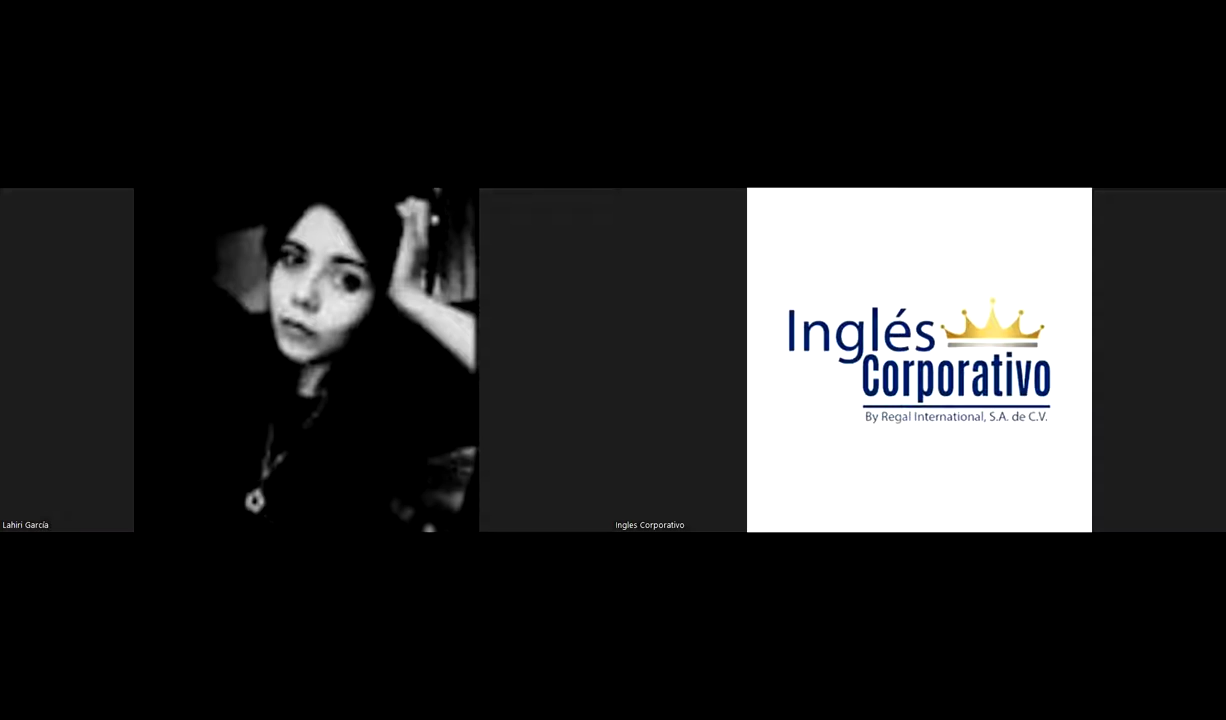 Inglés
Corporativo
By Regal International, S.A. de C.V.
Lahiri García
Ingles Corporativo